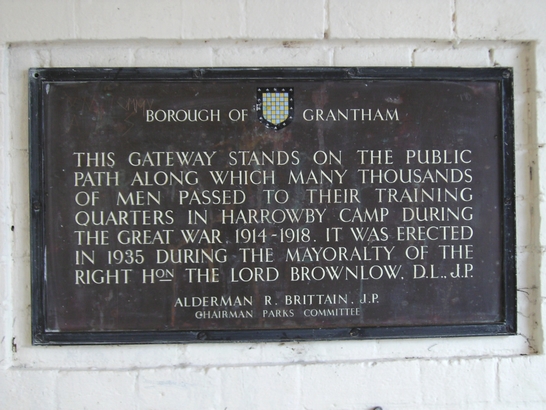 BOROUGH OF GRANTHAM
THIS GATEWAY STANDS ON THE PUBLIC
PATH ALONG WHICH MANY THOUSANDS
OF MEN PASSED TO THEIR TRAINING
QUARTERS IN HARROWBY CAMP DURING
THE GREAT WAR, 1914-1918. IT WAS ERECTED
IN 1935 DURING THE MAYORALTY OF THE
RIGHT HON THE LORD BROWNLOW, D.L., J.P.
ALDERMAN R. BRITTAIN, J.P.
CHAIRMAN PARKS COMMITTEE